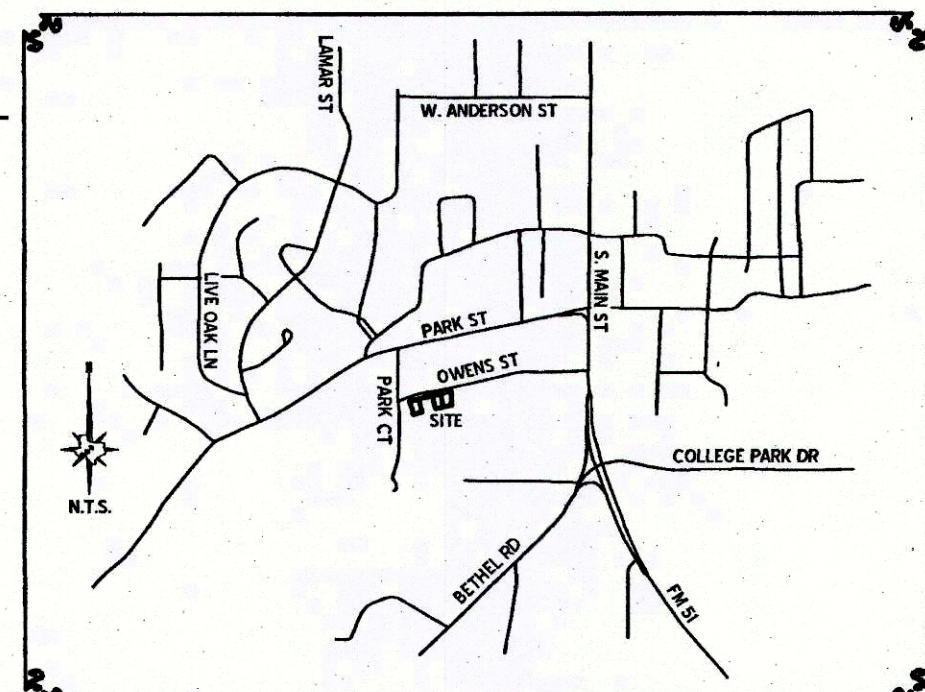 LAMAR ST
W. ANDERSON ST
LIVE OAK LN
S. MAIN ST
PARK ST
OWENS ST
PARK CT
SITE
COLLEGE PARK DR
N.T.S.
BETHEL RD
FM 51